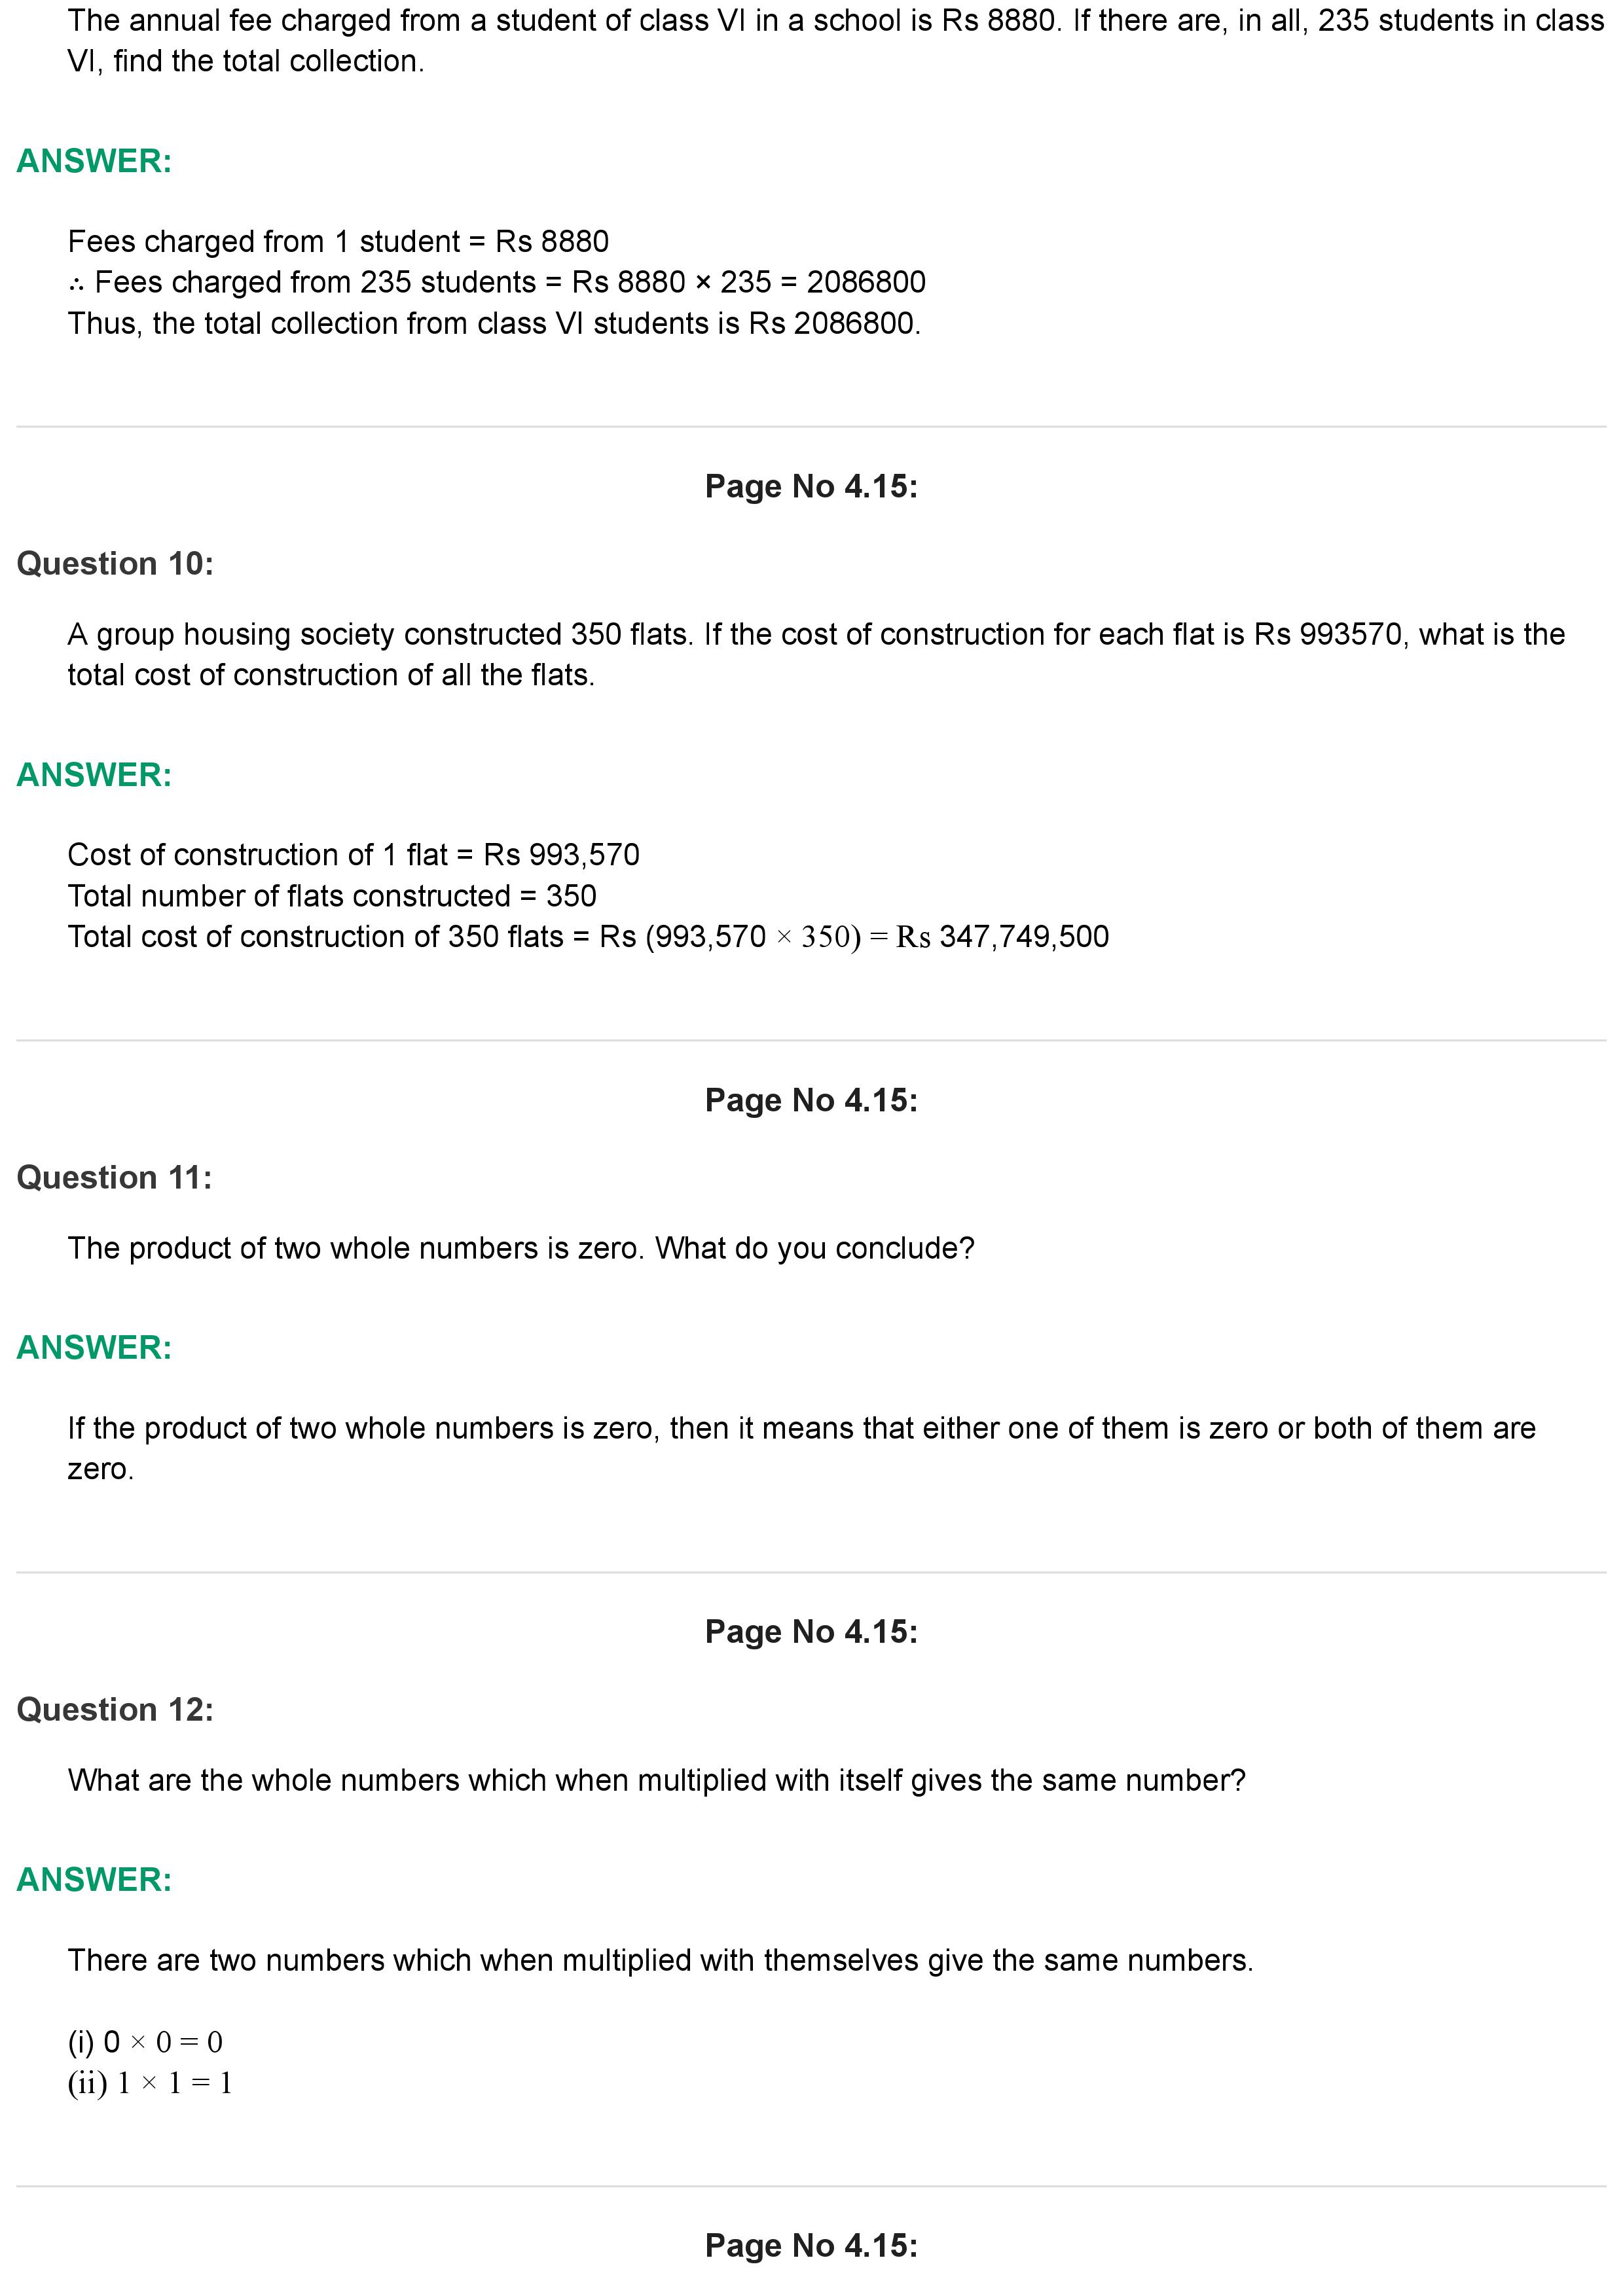 The annual fee charged from a student of class VI in a school is Rs 8880. If there are, in all, 235 students in class
VI, find the total collection.
ANSWER:
Fees charged from 1 student = Rs 8880
∴ Fees charged from 235 students = Rs 8880 × 235 = 2086800
Thus, the total collection from class VI students is Rs 2086800.
Page No 4.15:
Question 10:
A group housing society constructed 350 flats. If the cost of construction for each flat is Rs 993570, what is the
total cost of construction of all the flats.
ANSWER:
Cost of construction of 1 flat = Rs 993,570
Total number of flats constructed = 350
Total cost of construction of 350 flats = Rs (993,570 × 350) = Rs 347,749,500
Page No 4.15:
Question 11:
The product of two whole numbers is zero. What do you conclude?
ANSWER:
If the product of two whole numbers is zero, then it means that either one of them is zero or both of them are
zero.
Page No 4.15:
Question 12:
What are the whole numbers which when multiplied with itself gives the same number?
ANSWER:
There are two numbers which when multiplied with themselves give the same numbers.
(i) 0 × 0 = 0
(ii) 1 × 1 = 1
Page No 4.15: